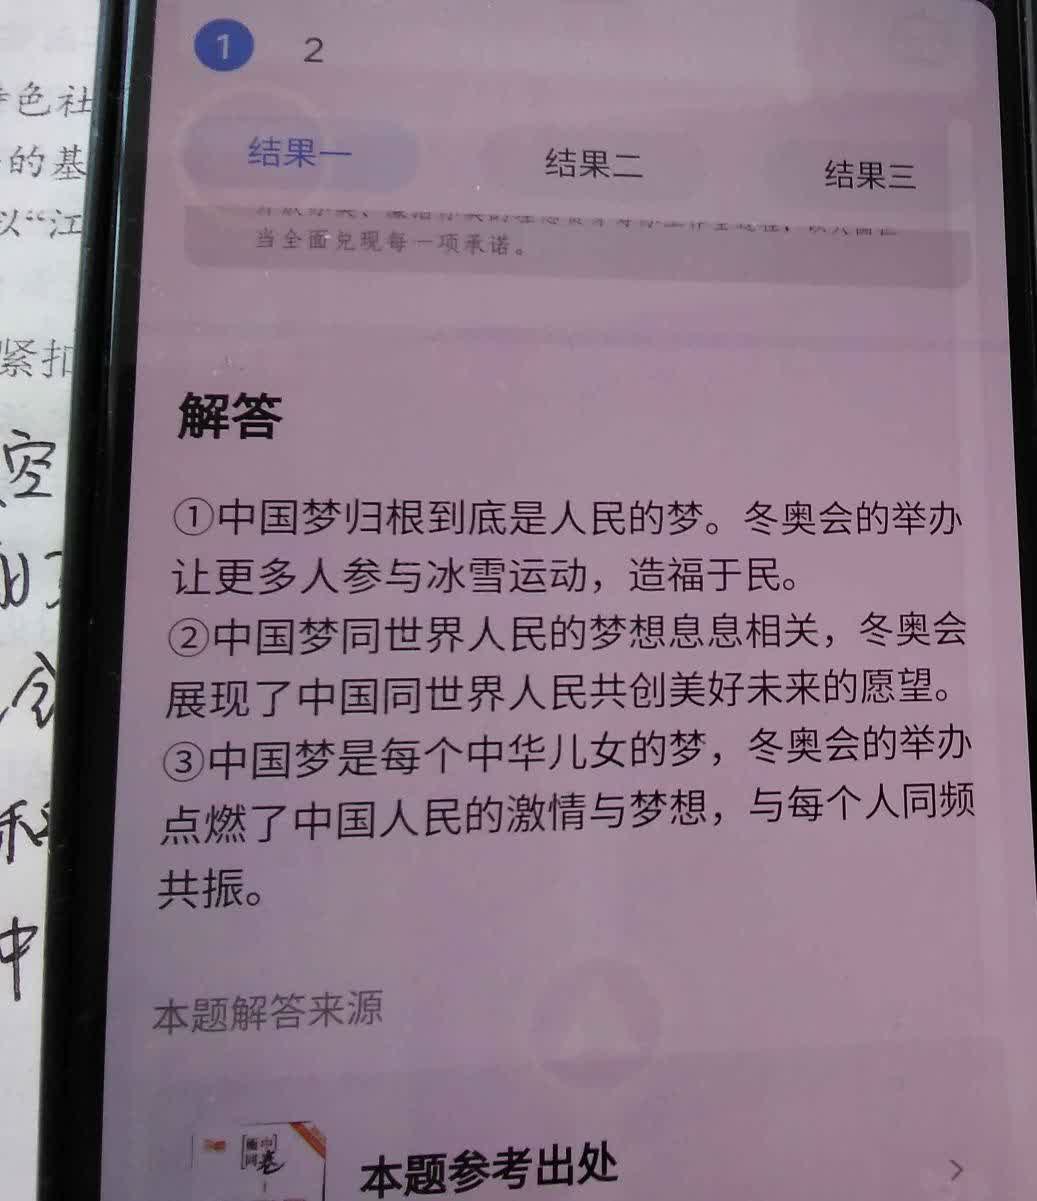 1 2
结果一 结果二 结果三
当全面兑现每一项承诺。
解答
①中国梦归根到底是人民的梦。冬奥会的举办
让更多人参与冰雪运动，造福于民。
②中国梦同世界人民的梦想息息相关，冬奥会
展现了中国同世界人民共创美好未来的愿望。
③中国梦是每个中华儿女的梦，冬奥会的举办
点燃了中国人民的激情与梦想，与每个人同频
共振。
本题解答来源
本题参考出处
色社
的基
以“江
紧扣
空
中